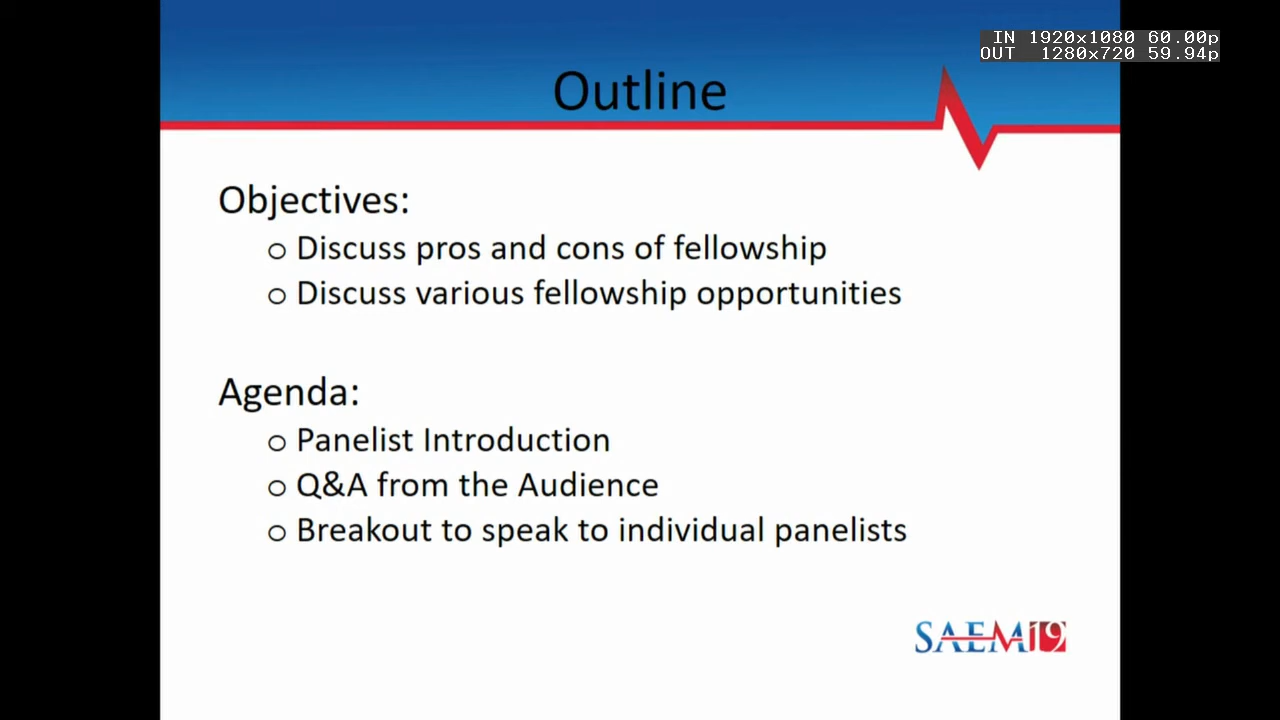 IN 1920x1080 60.00p
OUT 1280x720 59.94p
Outline
Objectives:
o Discuss pros and cons of fellowship
o Discuss various fellowship opportunities
Agenda:
o Panelist Introduction
o Q&A from the Audience
o Breakout to speak to individual panelists
SAEM19